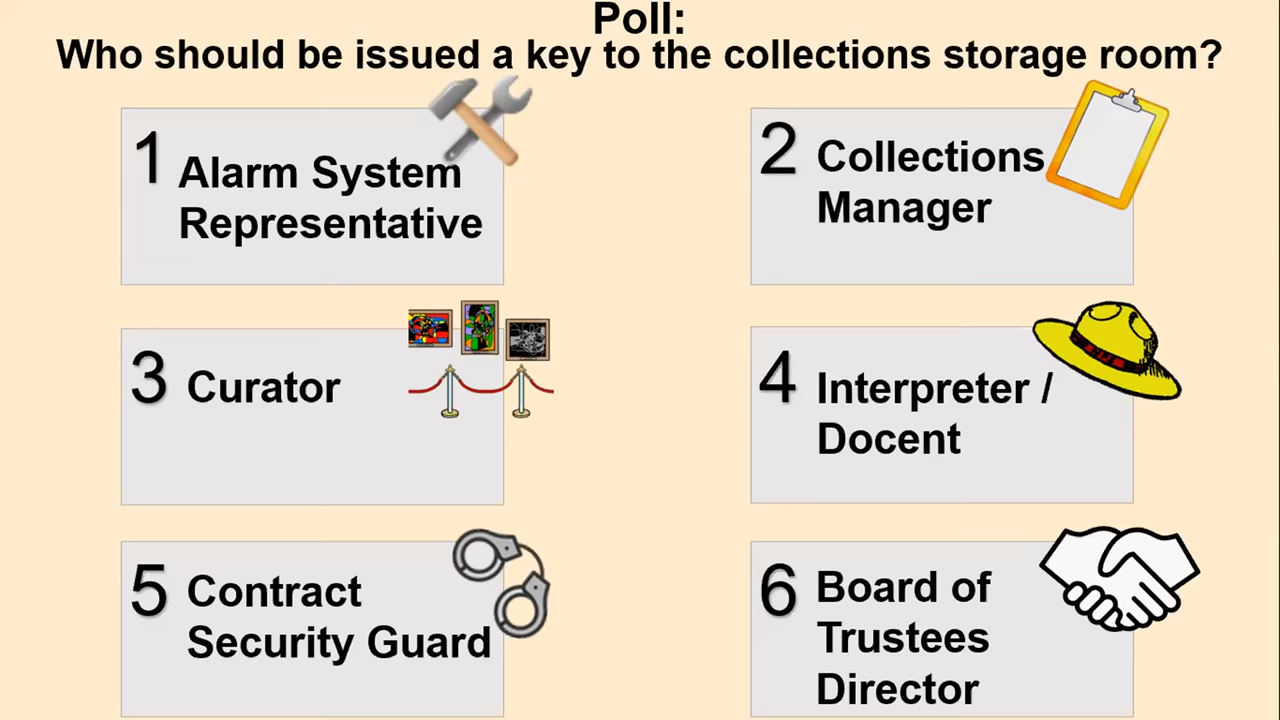 Poll:
Who should be issued a key to the collections storage room?
1 Alarm System
Representative
2 Collections
Manager
3 Curator
4 Interpreter /
Docent
5 Contract
Security Guard
6 Board of
Trustees
Director